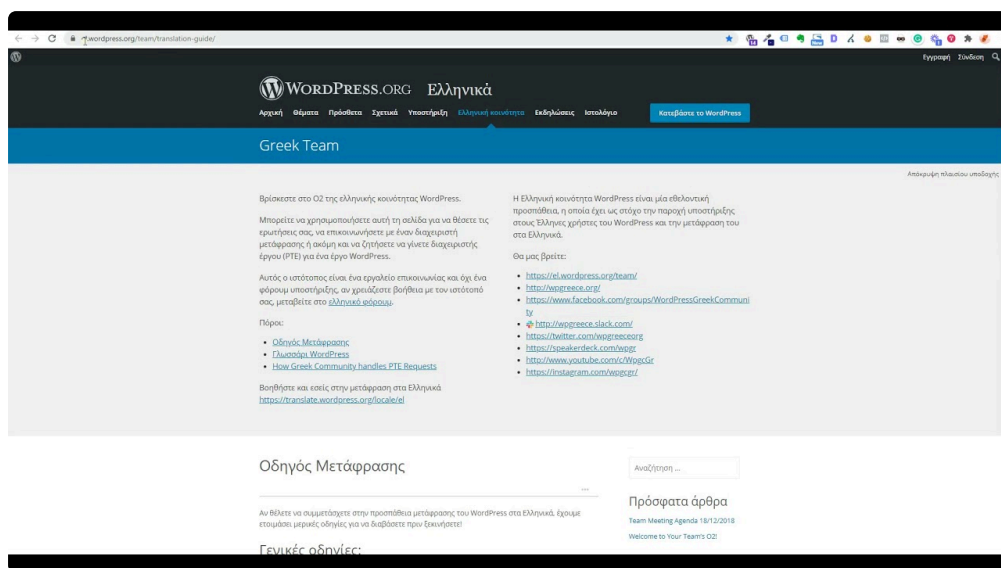 .wordpress.org/team/translation-guide/
Εγγραφή Σύνδεση
WORDPRESS.ORG Ελληνικά
Αρχική Θέματα Πρόσθετα Σχετικά Υποστήριξη Ελληνική κοινότητα Εκδηλώσεις Ιστολόγιο Κατεβάστε το WordPress
Greek Team
Απόκρυψη πλαισίου υποδοχής
Βρίσκεστε στο O2 της ελληνικής κοινότητας WordPress.
Μπορείτε να χρησιμοποιήσετε αυτή τη σελίδα για να θέσετε τις
ερωτήσεις σας, να επικοινωνήσετε με έναν διαχειριστή
μετάφρασης ή ακόμη και να ζητήσετε να γίνετε διαχειριστής
έργου (PTE) για ένα έργο WordPress.
Αυτός ο ιστότοπος είναι ένα εργαλείο επικοινωνίας και όχι ένα
φόρουμ υποστήριξης, αν χρειάζεστε βοήθεια με τον ιστότοπό
σας, μεταβείτε στο ελληνικό φόρουμ.
Πόροι:
Οδηγός Μετάφρασης
Γλωσσάρι WordPress
How Greek Community handles PTE Requests
Βοηθήστε και εσείς στην μετάφραση στα Ελληνικά
https://translate.wordpress.org/locale/el
Η Ελληνική κοινότητα WordPress είναι μία εθελοντική
προσπάθεια, η οποία έχει ως στόχο την παροχή υποστήριξης
στους Έλληνες χρήστες του WordPress και την μετάφραση του
στα Ελληνικά.
Θα μας βρείτε:
https://el.wordpress.org/team/
http://wpgreece.org/
https://www.facebook.com/groups/WordPressGreekCommuni
ty
http://wpgreece.slack.com/
https://twitter.com/wpgreeceorg
https://speakerdeck.com/wpgr
http://www.youtube.com/c/WpgcGr
https://instagram.com/wpgcgr/
Οδηγός Μετάφρασης
Αν θέλετε να συμμετάσχετε στην προσπάθεια μετάφρασης του WordPress στα Ελληνικά, έχουμε
ετοιμάσει μερικές οδηγίες για να διαβάσετε πριν ξεκινήσετε!
Γενικές οδηγίες:
Αναζήτηση ...
Πρόσφατα άρθρα
Team Meeting Agenda 18/12/2018
Welcome to Your Team's O2!